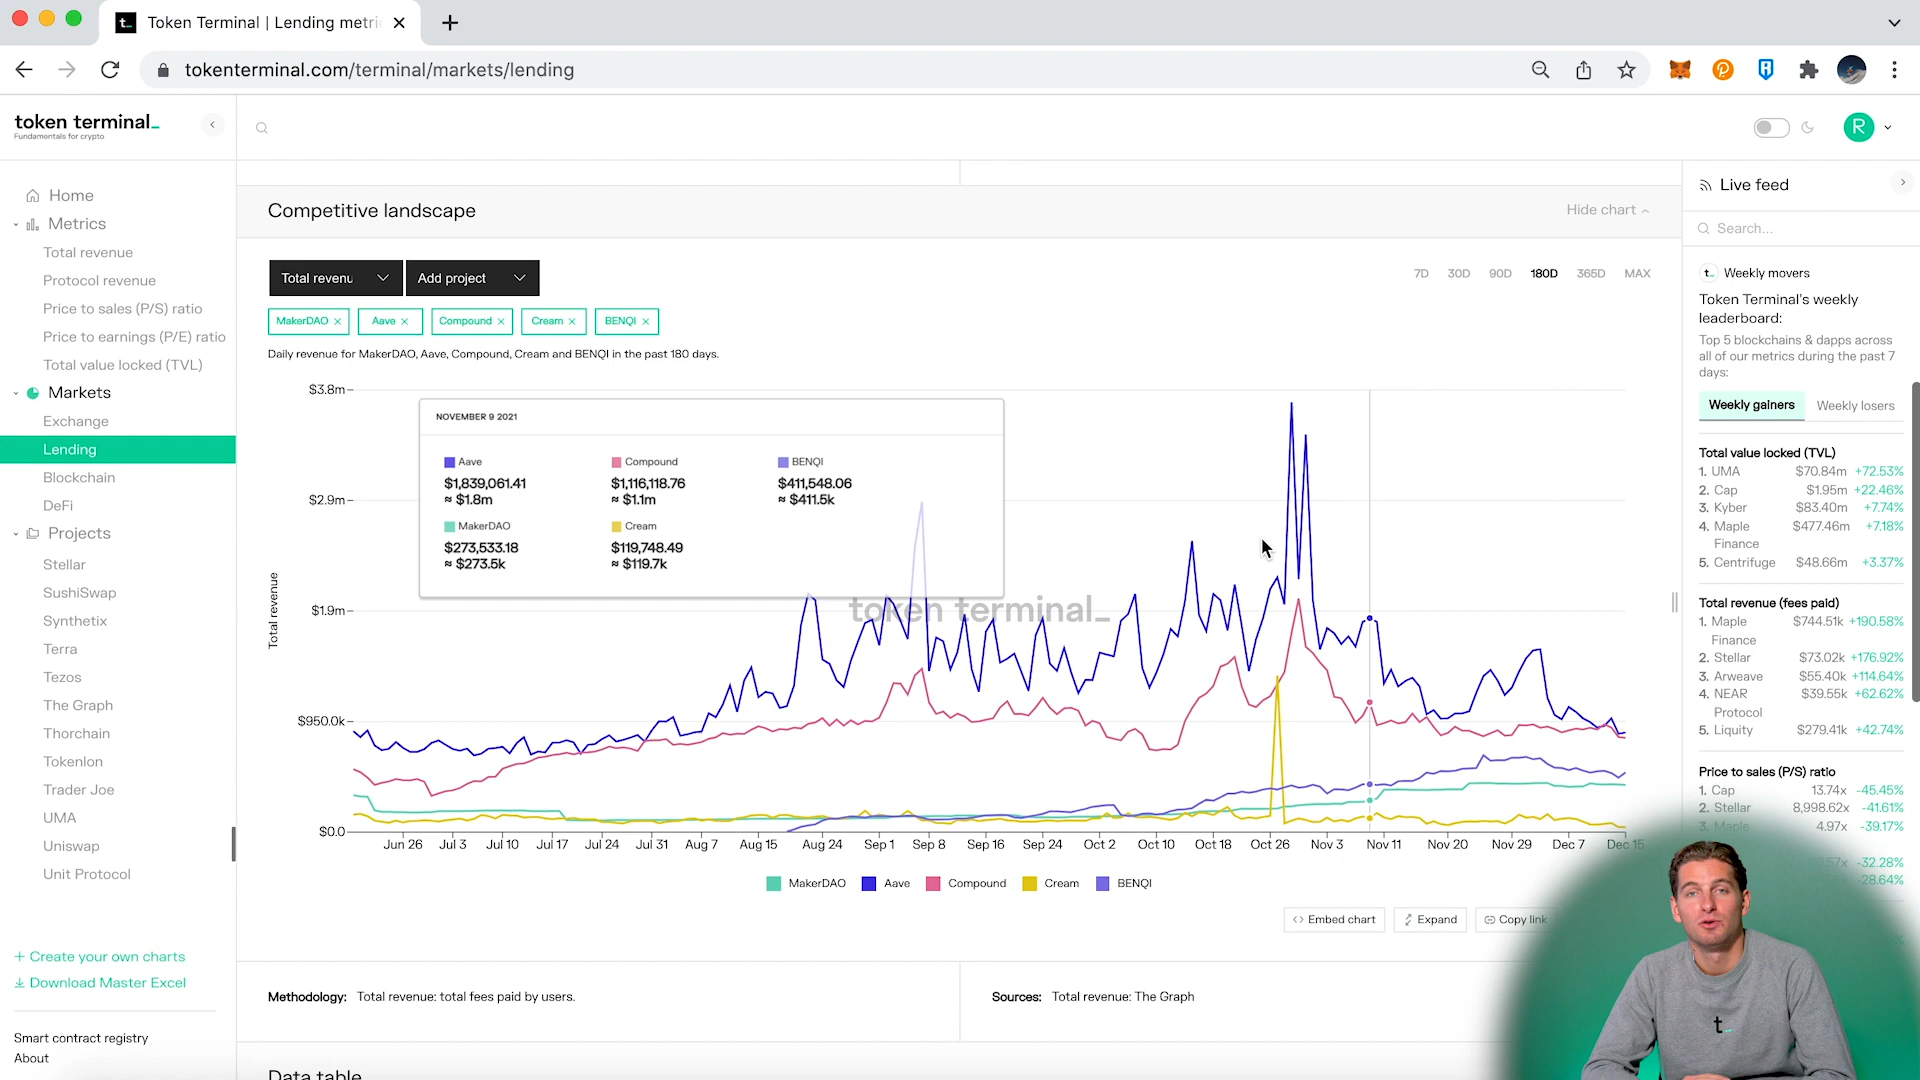 Token Terminal | Lending metri
tokenterminal.com/terminal/markets/lending
token terminal_
Fundamentals for crypto
R
Home
Metrics
Total revenue
Protocol revenue
Price to sales (P/S) ratio
Price to earnings (P/E) ratio
Total value locked (TVL)
Markets
Exchange
Lending
Blockchain
DeFi
Projects
Stellar
SushiSwap
Synthetix
Terra
Tezos
The Graph
Thorchain
Tokenlon
Trader Joe
UMA
Uniswap
Unit Protocol
+ Create your own charts
Download Master Excel
Smart contract registry
About
Competitive landscape
Hide chart
Total revenu
Add project
7D 30D 90D 180D 365D MAX
MakerDAO × Aave × Compound × Cream × BENQI ×
Daily revenue for MakerDAO, Aave, Compound, Cream and BENQI in the past 180 days.
Total revenue
$3.8m
$2.9m
$1.9m
$950.0k
$0.0
NOVEMBER 9 2021
Aave Compound BENQI
$1,839,061.41 $1,116,118.76 $411,548.06
≈ $1.8m ≈ $1.1m ≈ $411.5k
MakerDAO Cream
$273,533.18 $119,748.49
≈ $273.5k ≈ $119.7k
token terminal_
Jun 26 Jul 3 Jul 10 Jul 17 Jul 24 Jul 31 Aug 7 Aug 15 Aug 24 Sep 1 Sep 8 Sep 16 Sep 24 Oct 2 Oct 10 Oct 18 Oct 26 Nov 3 Nov 11 Nov 20 Nov 29 Dec 7 Dec 15
MakerDAO Aave Compound Cream BENQI
Embed chart Expand Copy link
Methodology: Total revenue: total fees paid by users.
Sources: Total revenue: The Graph
Data table
Live feed
Search...
t_ Weekly movers
Token Terminal's weekly
leaderboard:
Top 5 blockchains & dapps across
all of our metrics during the past 7
days:
Weekly gainers Weekly losers
Total value locked (TVL)
1. UMA $70.84m +72.53%
2. Cap $1.95m +22.46%
3. Kyber $83.40m +7.74%
4. Maple $477.46m +7.18%
Finance
5. Centrifuge $48.66m +3.37%
Total revenue (fees paid)
1. Maple $744.51k +190.58%
Finance
2. Stellar $73.02k +176.92%
3. Arweave $55.40k +114.64%
4. NEAR $39.55k +62.62%
Protocol
5. Liquity $279.41k +42.74%
Price to sales (P/S) ratio
1. Cap 13.74x -45.45%
2. Stellar 8,998.62x -41.61%
3. Maple 4.97x -39.17%
-32.28%
-28.64%
t_